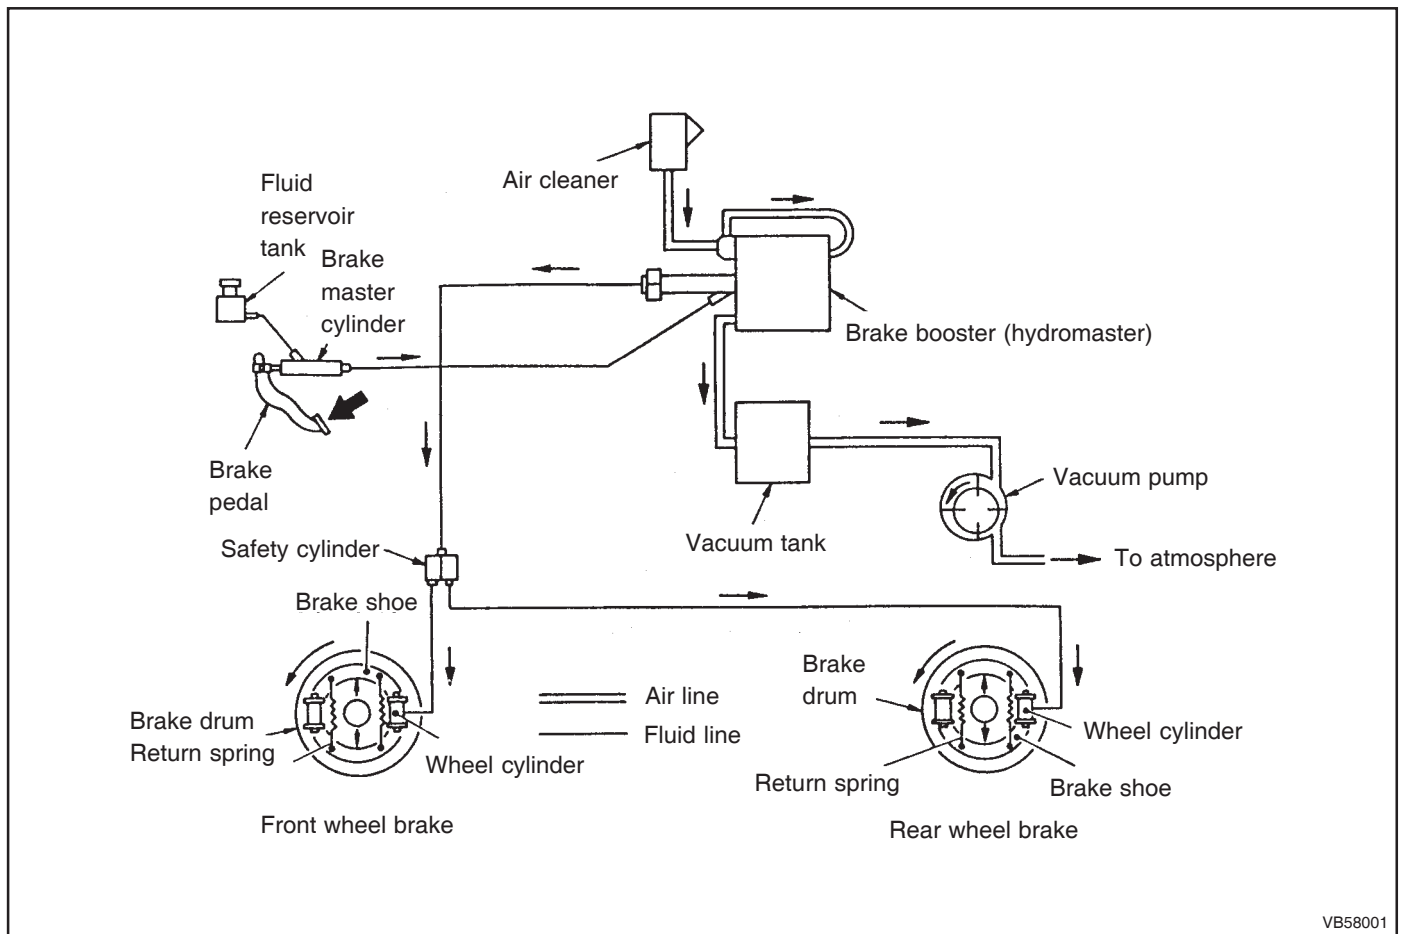 Air cleaner
Fluid
reservoir
tank
Brake
master
cylinder
Brake booster (hydromaster)
Brake
pedal
Vacuum pump
Vacuum tank
Safety cylinder
To atmosphere
Brake shoe
Brake
drum
Air line
Brake drum
Fluid line
Wheel cylinder
Return spring
Wheel cylinder
Return spring
Brake shoe
Front wheel brake
Rear wheel brake
VB58001